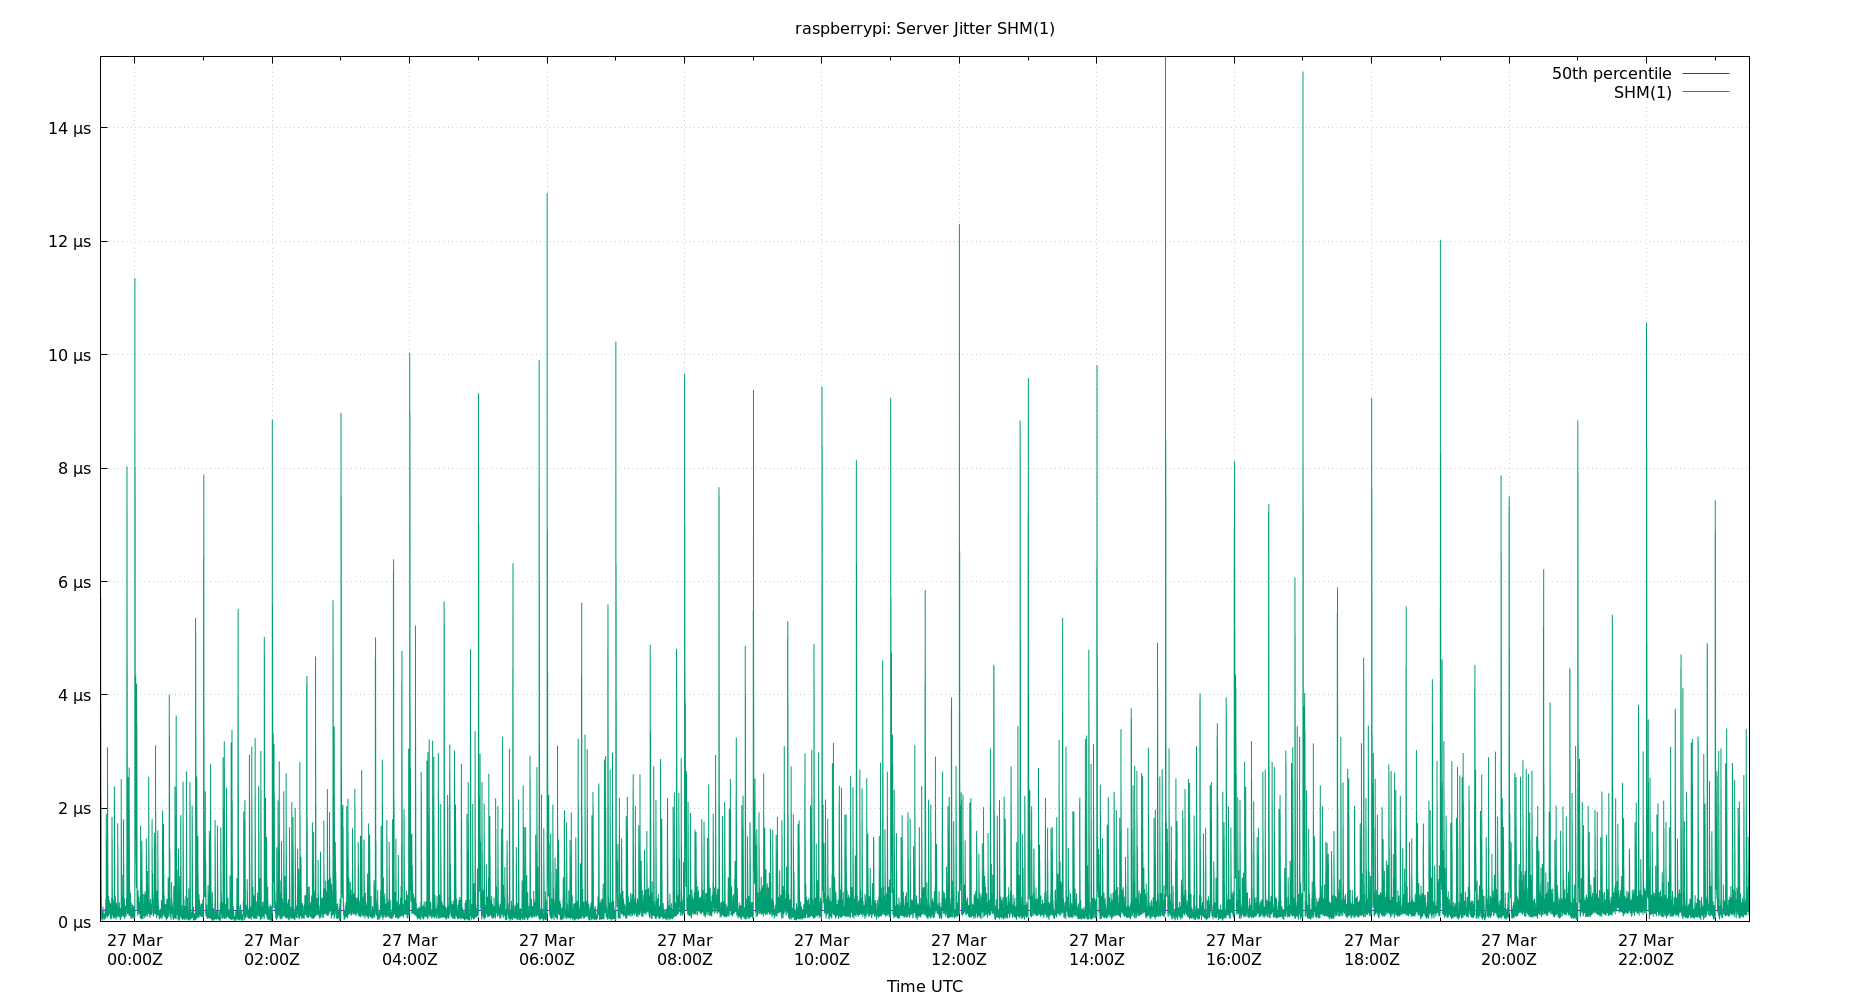 raspberrypi: Server Jitter SHM(1)
50th percentile
SHM(1)
14 µs
12 µs
10 µs
8 µs
6 µs
4 µs
2 µs
0 µs
27 Mar 27 Mar 27 Mar 27 Mar 27 Mar 27 Mar 27 Mar 27 Mar 27 Mar 27 Mar 27 Mar 27 Mar
00:00Z 02:00Z 04:00Z 06:00Z 08:00Z 10:00Z 12:00Z 14:00Z 16:00Z 18:00Z 20:00Z 22:00Z
Time UTC